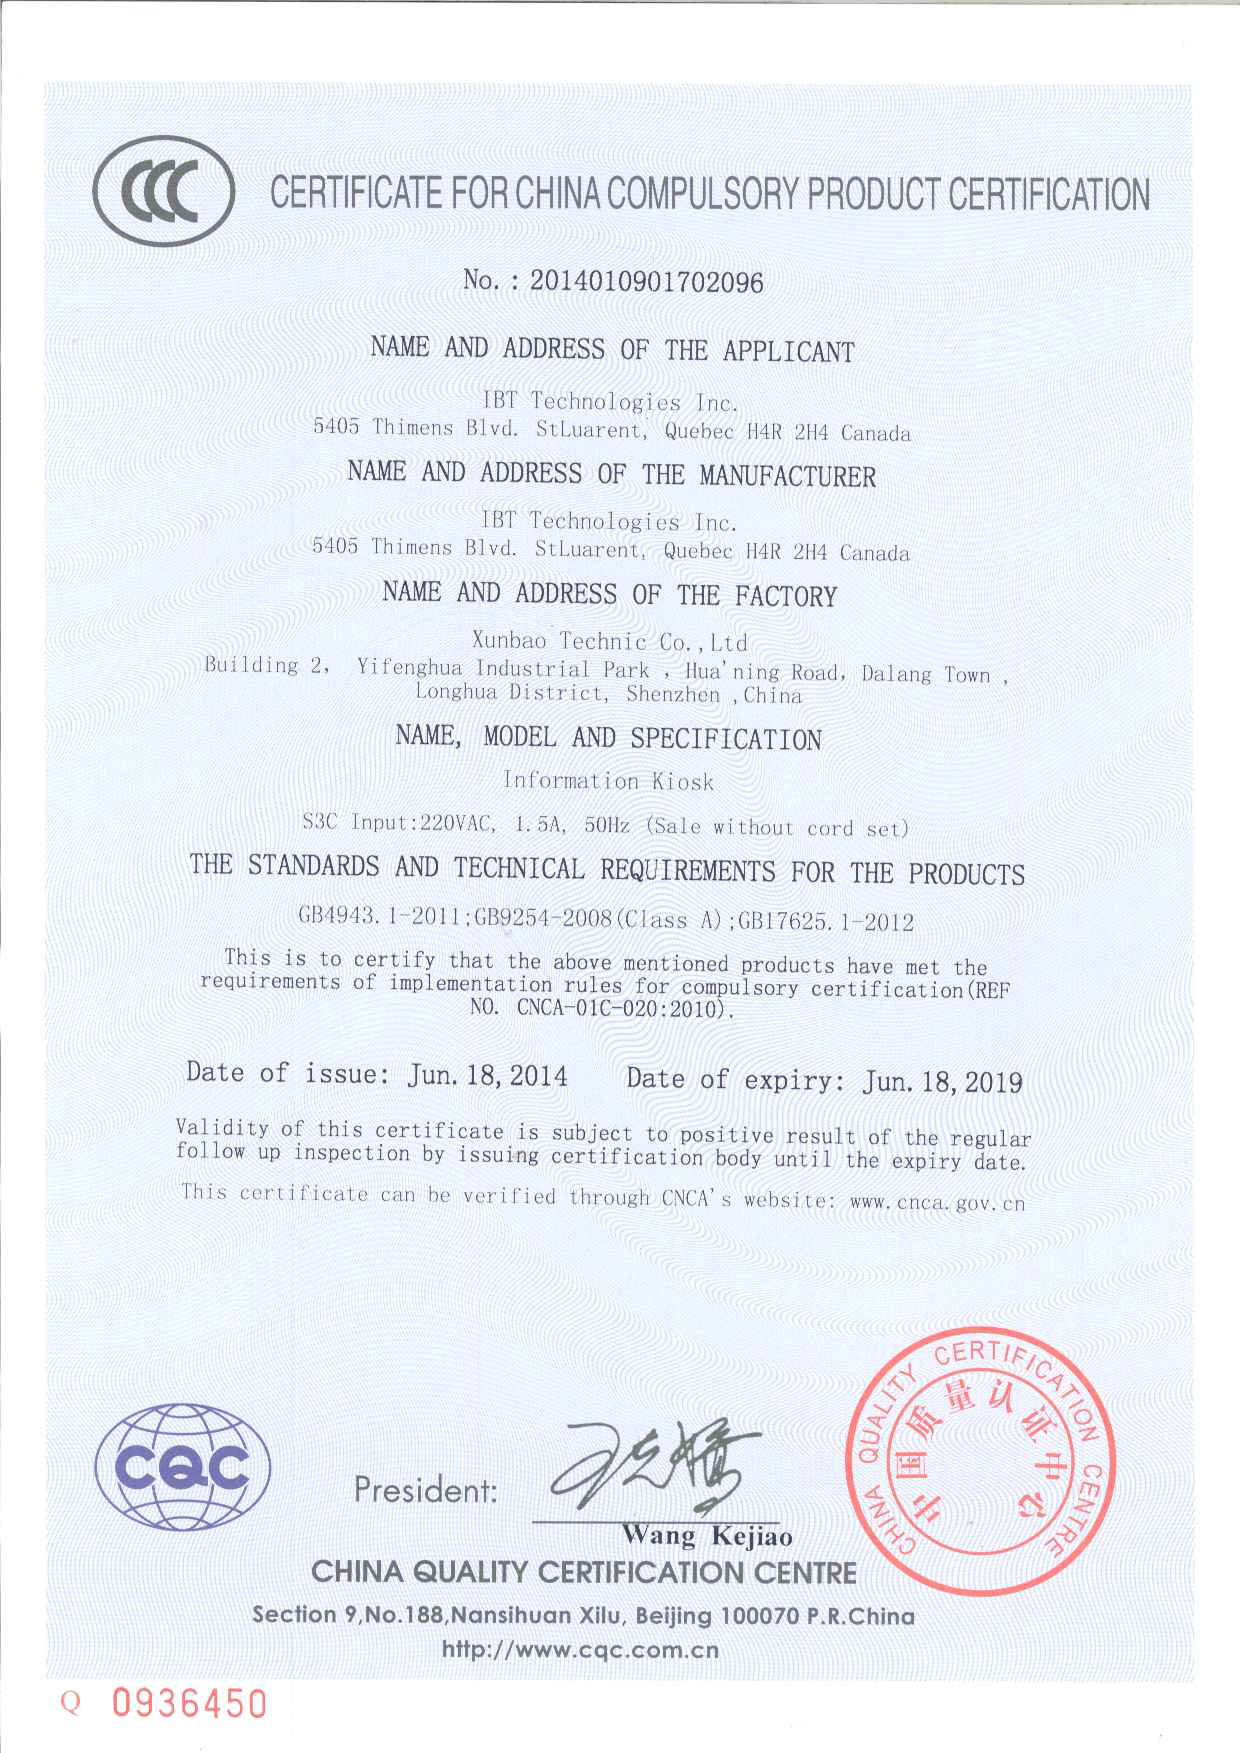 CCC
CERTIFICATE FOR CHINA COMPULSORY PRODUCT CERTIFICATION
No. : 2014010901702096
NAME AND ADDRESS OF THE APPLICANT
IBT Technologies Inc.
5405 Thimens Blvd. StLuarent, Quebec H4R 2H4 Canada
NAME AND ADDRESS OF THE MANUFACTURER
IBT Technologies Inc.
5405 Thimens Blvd. StLuarent, Quebec H4R 2H4 Canada
NAME AND ADDRESS OF THE FACTORY
Xunbao Technic Co.,Ltd
Building 2, Yifenghua Industrial Park , Hua'ning Road, Dalang Town ,
Longhua District, Shenzhen ,China
NAME, MODEL AND SPECIFICATION
Information Kiosk
S3C Input:220VAC, 1.5A, 50Hz (Sale without cord set)
THE STANDARDS AND TECHNICAL REQUIREMENTS FOR THE PRODUCTS
GB4943.1-2011;GB9254-2008(Class A);GB17625.1-2012
This is to certify that the above mentioned products have met the
requirements of implementation rules for compulsory certification(REF
NO. CNCA-01C-020:2010).
Date of issue: Jun.18,2014 Date of expiry: Jun.18,2019
Validity of this certificate is subject to positive result of the regular
follow up inspection by issuing certification body until the expiry date.
This certificate can be verified through CNCA's website: www.cnca.gov.cn
CHINA QUALITY CERTIFICATION CENTRE
中国质量认证中心
CQC
President:
Wang Kejiao
CHINA QUALITY CERTIFICATION CENTRE
Section 9,No.188,Nansihuan Xilu, Beijing 100070 P.R.China
http://www.cqc.com.cn
Q 0936450